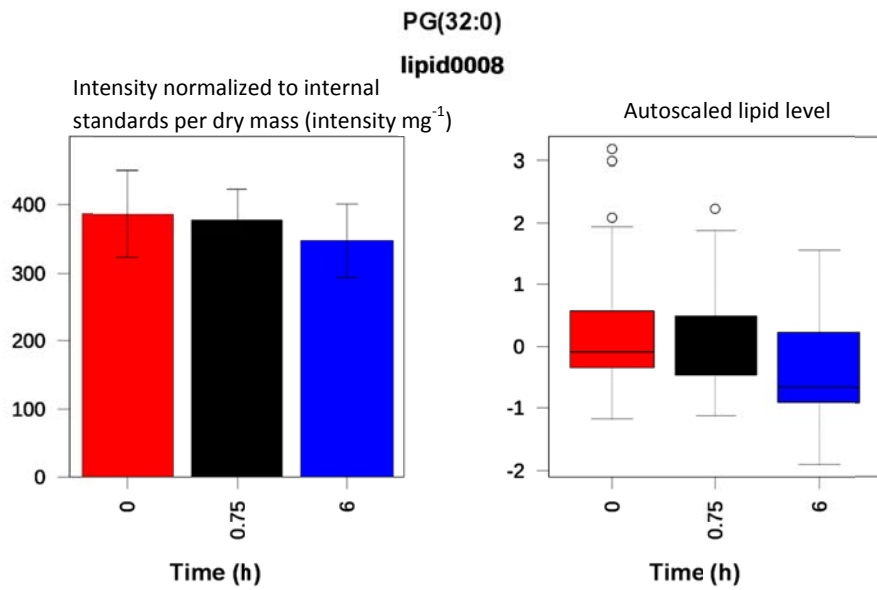 PG(32:0)
lipid0008
Intensity normalized to internal
standards per dry mass (intensity mg⁻¹)
400
300
200
100
0
0
0.75
6
Time (h)
Autoscaled lipid level
3
2
1
0
-1
-2
0
0.75
6
Time (h)